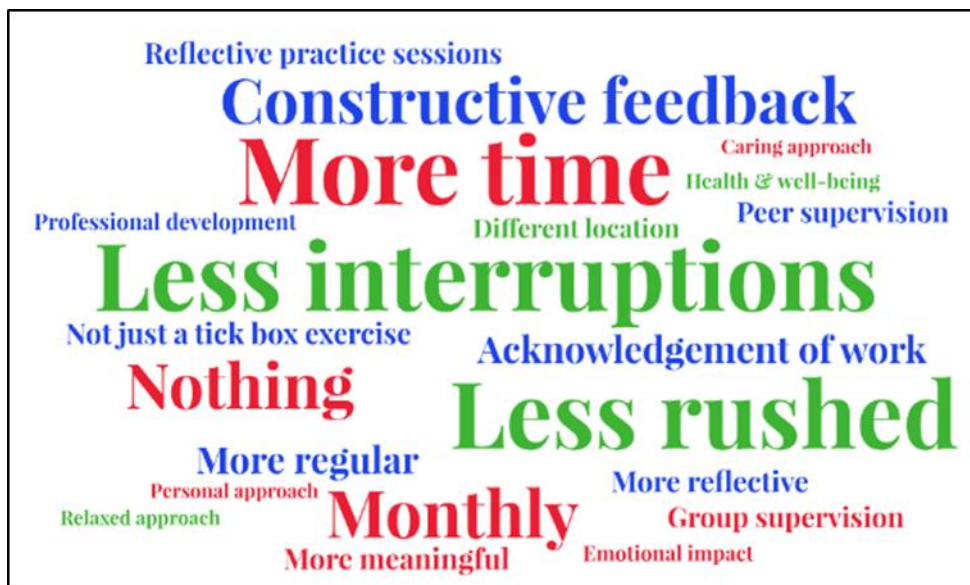 Reflective practice sessions
Constructive feedback
More time
Caring approach
Health & well-being
Professional development
Different location
Peer supervision
Less interruptions
Not just a tick box exercise
Acknowledgement of work
Nothing
Less rushed
More regular
More reflective
Personal approach
Monthly
Relaxed approach
Group supervision
More meaningful
Emotional impact